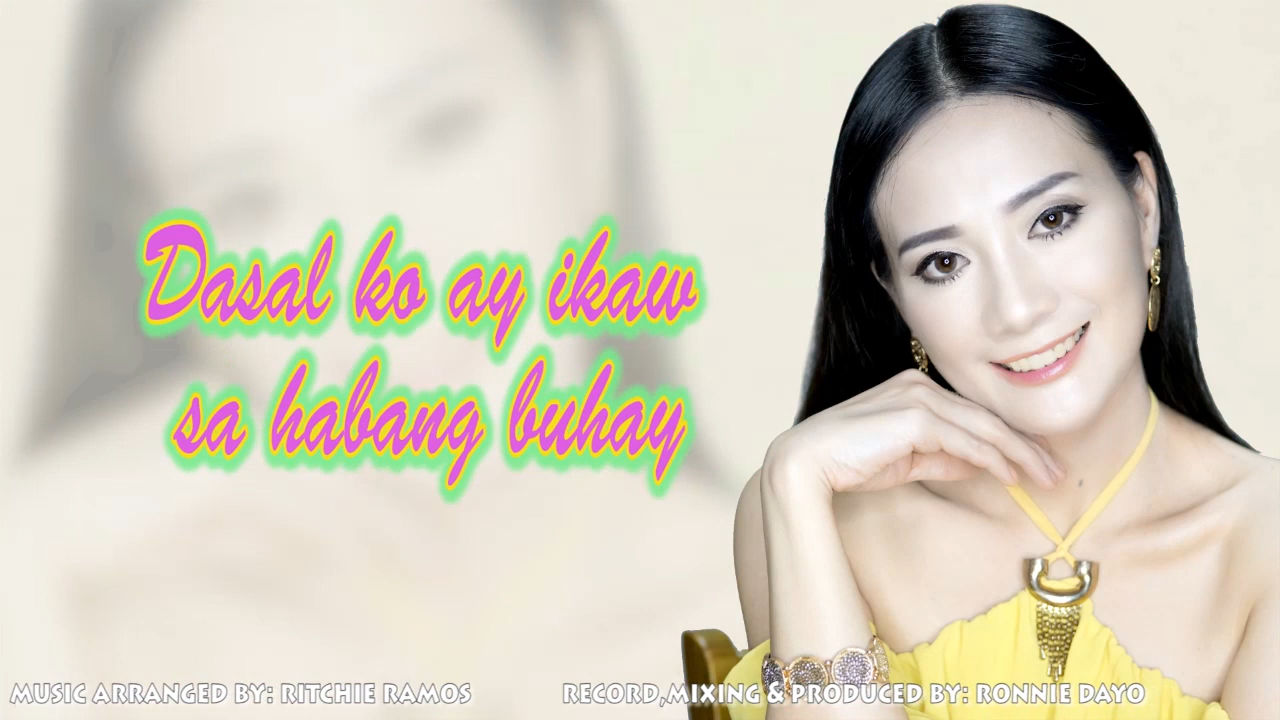 Dasal ko ay ikaw
sa habang buhay
MUSIC ARRANGED BY: RITCHIE RAMOS
RECORD,MIXING & PRODUCED BY: RONNIE DAYO